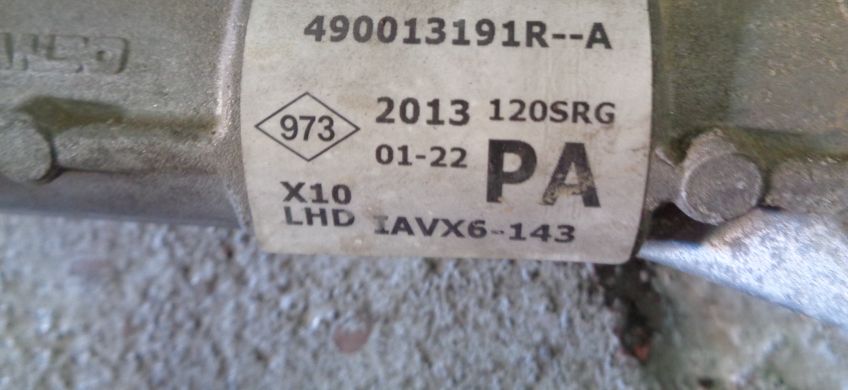 490013191R--A
973 2013 120SRG
01-22 PA
X10
LHD IAVX6-143